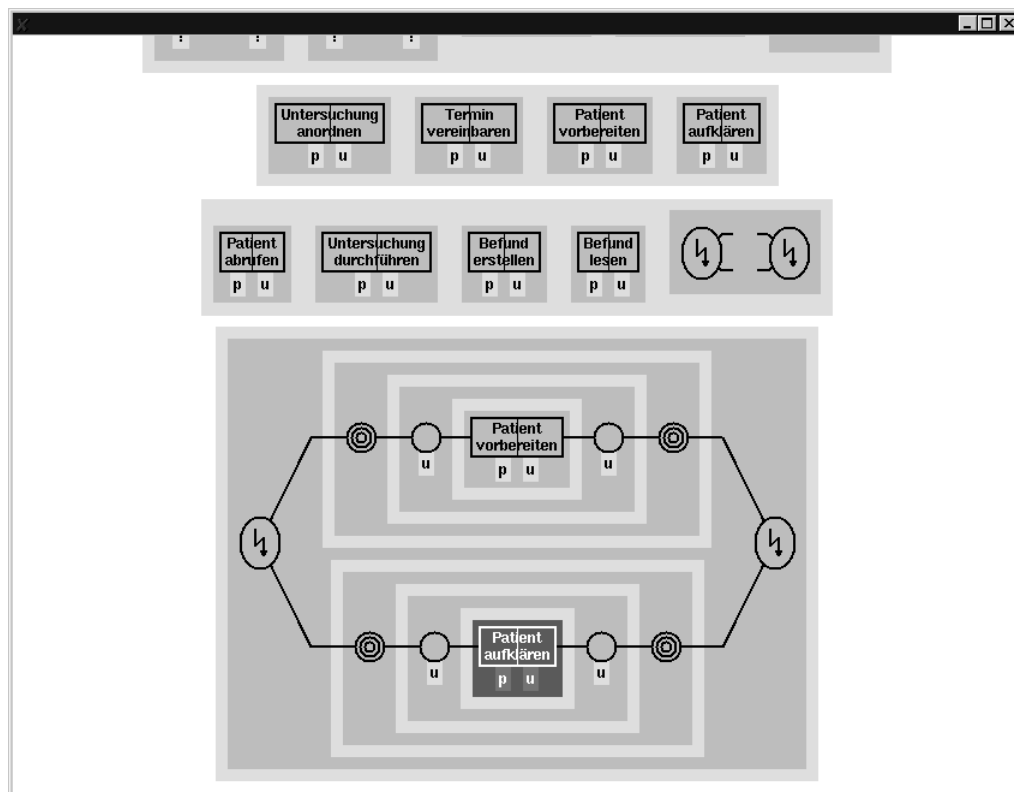 Untersuchung Termin Patient Patient
anordnen vereinbaren vorbereiten aufklären
p u p u p u p u
Patient Untersuchung Befund Befund
abrufen durchführen erstellen lesen
p u p u p u p u
Patient
vorbereiten
u p u u
Patient
aufklären
u p u u